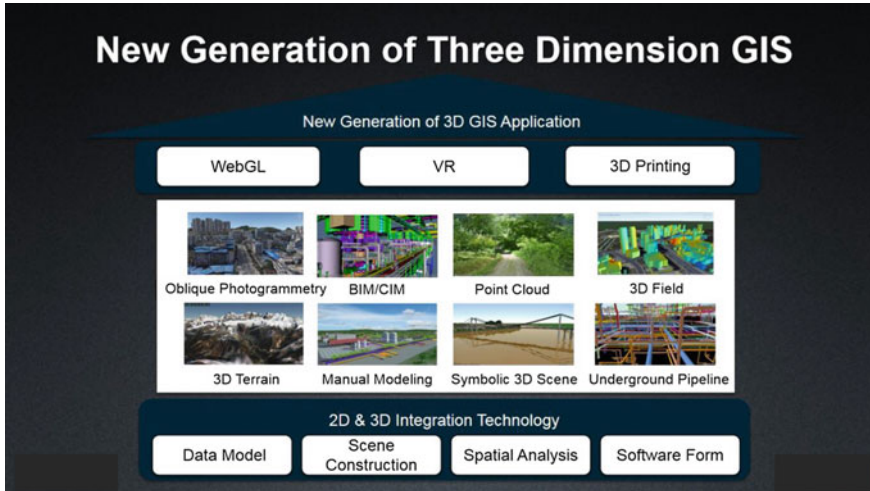 New Generation of Three Dimension GIS
New Generation of 3D GIS Application
WebGL
VR
3D Printing
Oblique Photogrammetry
BIM/CIM
Point Cloud
3D Field
3D Terrain
Manual Modeling
Symbolic 3D Scene
Underground Pipeline
2D & 3D Integration Technology
Data Model
Scene
Construction
Spatial Analysis
Software Form